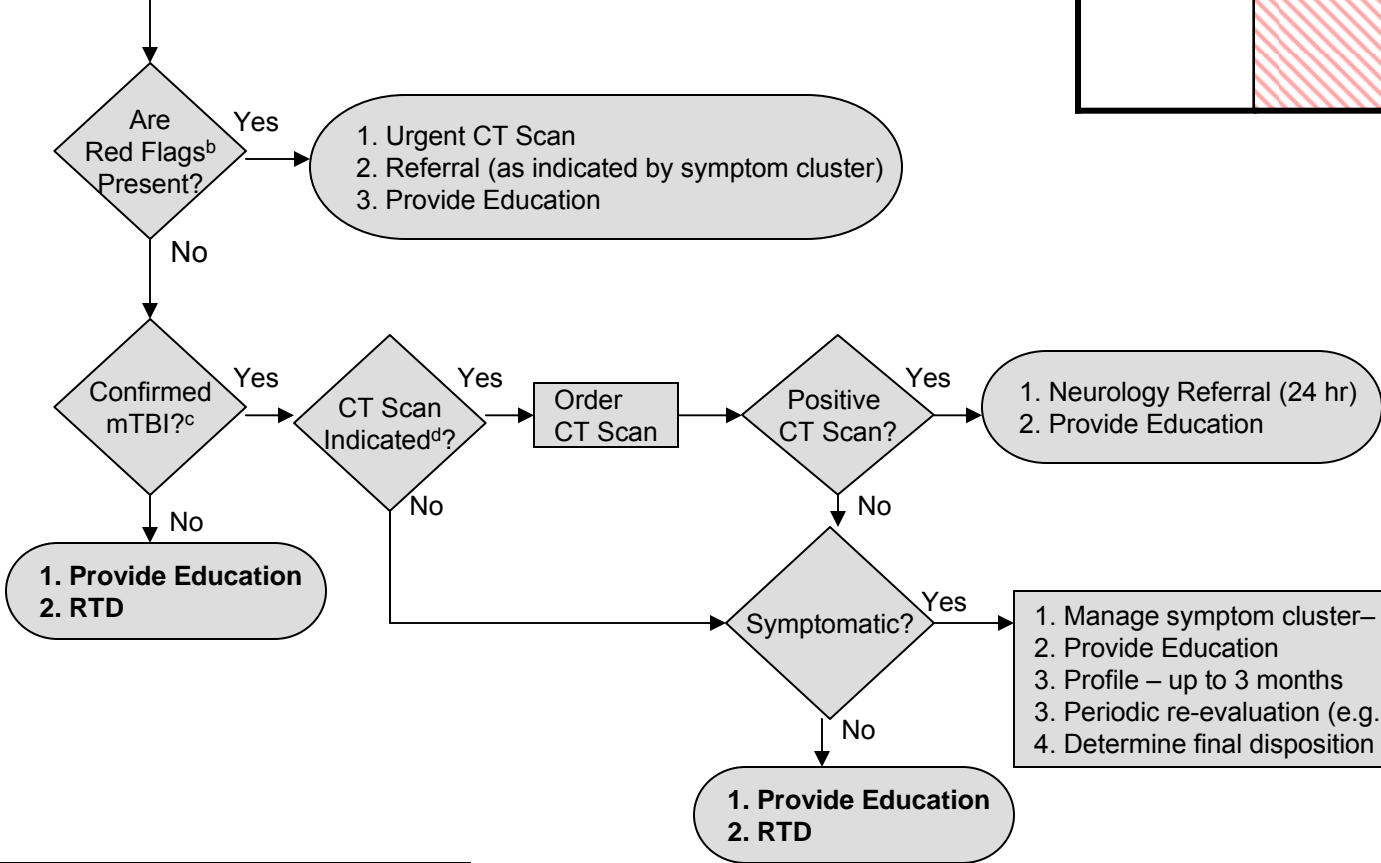 Are
Red Flagsᵇ
Present?
Yes
1. Urgent CT Scan
2. Referral (as indicated by symptom cluster)
3. Provide Education
No
Confirmed
mTBI?ᶜ
Yes
CT Scan
Indicatedᵈ?
Yes
Order
CT Scan
Positive
CT Scan?
Yes
1. Neurology Referral (24 hr)
2. Provide Education
No
1. Provide Education
2. RTD
No
No
Symptomatic?
Yes
1. Manage symptom cluster–
2. Provide Education
3. Profile – up to 3 months
3. Periodic re-evaluation (e.g.
4. Determine final disposition
No
1. Provide Education
2. RTD